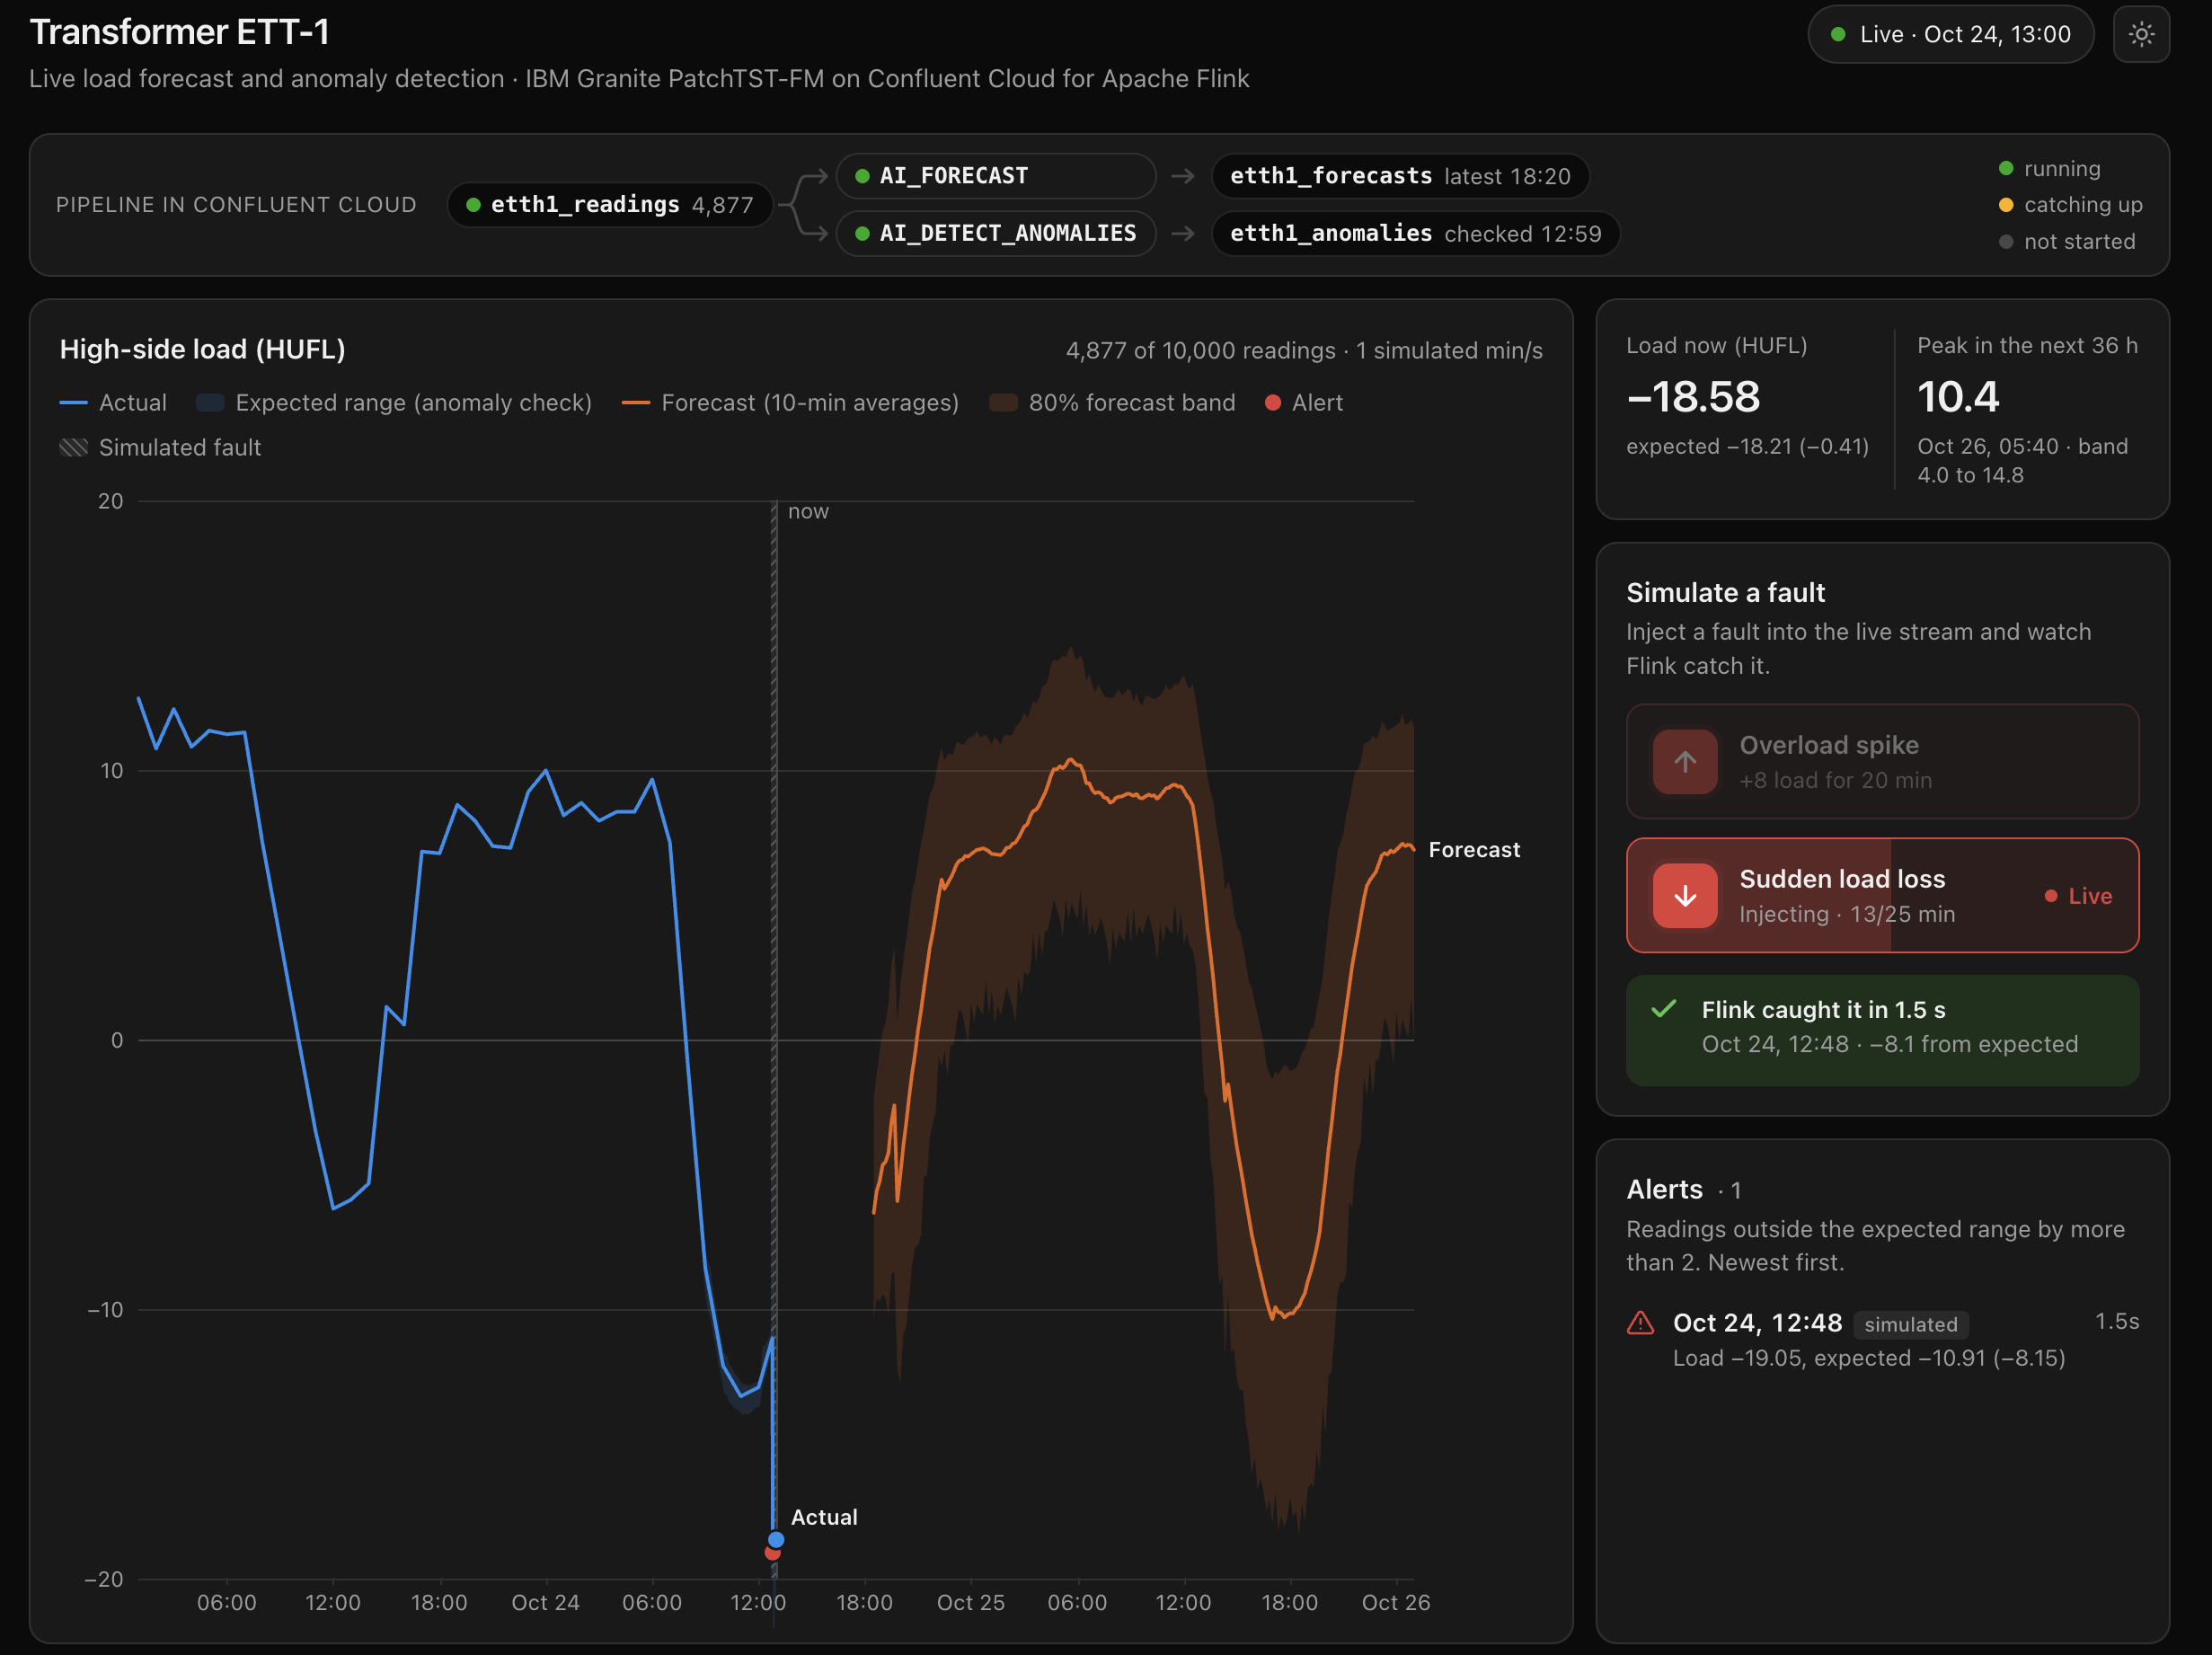 Transformer ETT-1
Live · Oct 24, 13:00
Live load forecast and anomaly detection · IBM Granite PatchTST-FM on Confluent Cloud for Apache Flink
PIPELINE IN CONFLUENT CLOUD
etth1_readings 4,877
AI_FORECAST
etth1_forecasts latest 18:20
AI_DETECT_ANOMALIES
etth1_anomalies checked 12:59
running
catching up
not started
High-side load (HUFL)
4,877 of 10,000 readings · 1 simulated min/s
Actual
Expected range (anomaly check)
Forecast (10-min averages)
80% forecast band
Alert
Simulated fault
20
10
0
−10
−20
now
Forecast
Actual
06:00
12:00
18:00
Oct 24
06:00
12:00
18:00
Oct 25
06:00
12:00
18:00
Oct 26
Load now (HUFL)
−18.58
expected −18.21 (−0.41)
Peak in the next 36 h
10.4
Oct 26, 05:40 · band
4.0 to 14.8
Simulate a fault
Inject a fault into the live stream and watch
Flink catch it.
Overload spike
+8 load for 20 min
Sudden load loss
Injecting · 13/25 min
Live
Flink caught it in 1.5 s
Oct 24, 12:48 · −8.1 from expected
Alerts · 1
Readings outside the expected range by more
than 2. Newest first.
Oct 24, 12:48 simulated
1.5s
Load −19.05, expected −10.91 (−8.15)